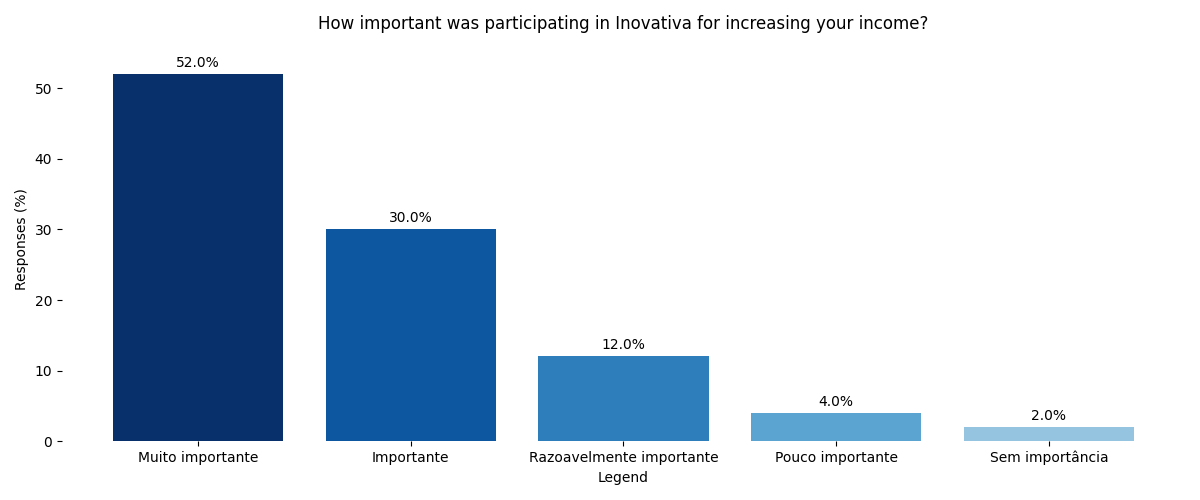 How important was participating in Inovativa for increasing your income?
52.0%
30.0%
12.0%
4.0%
2.0%
50
40
30
20
10
0
Responses (%)
Muito importante
Importante
Razoavelmente importante
Pouco importante
Sem importância
Legend